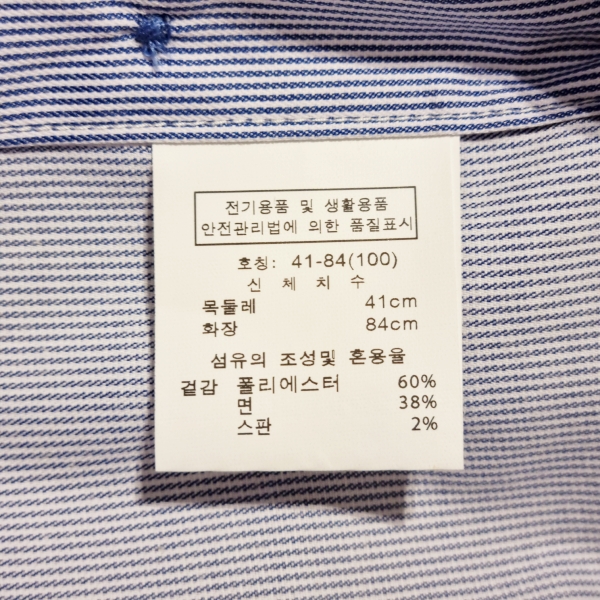 전기용품 및 생활용품
안전관리법에 의한 품질표시
호칭: 41-84(100)
신 체 치 수
목둘레 41cm
화장 84cm
섬유의 조성및 혼용율
겉감 폴리에스터 60%
면 38%
스판 2%